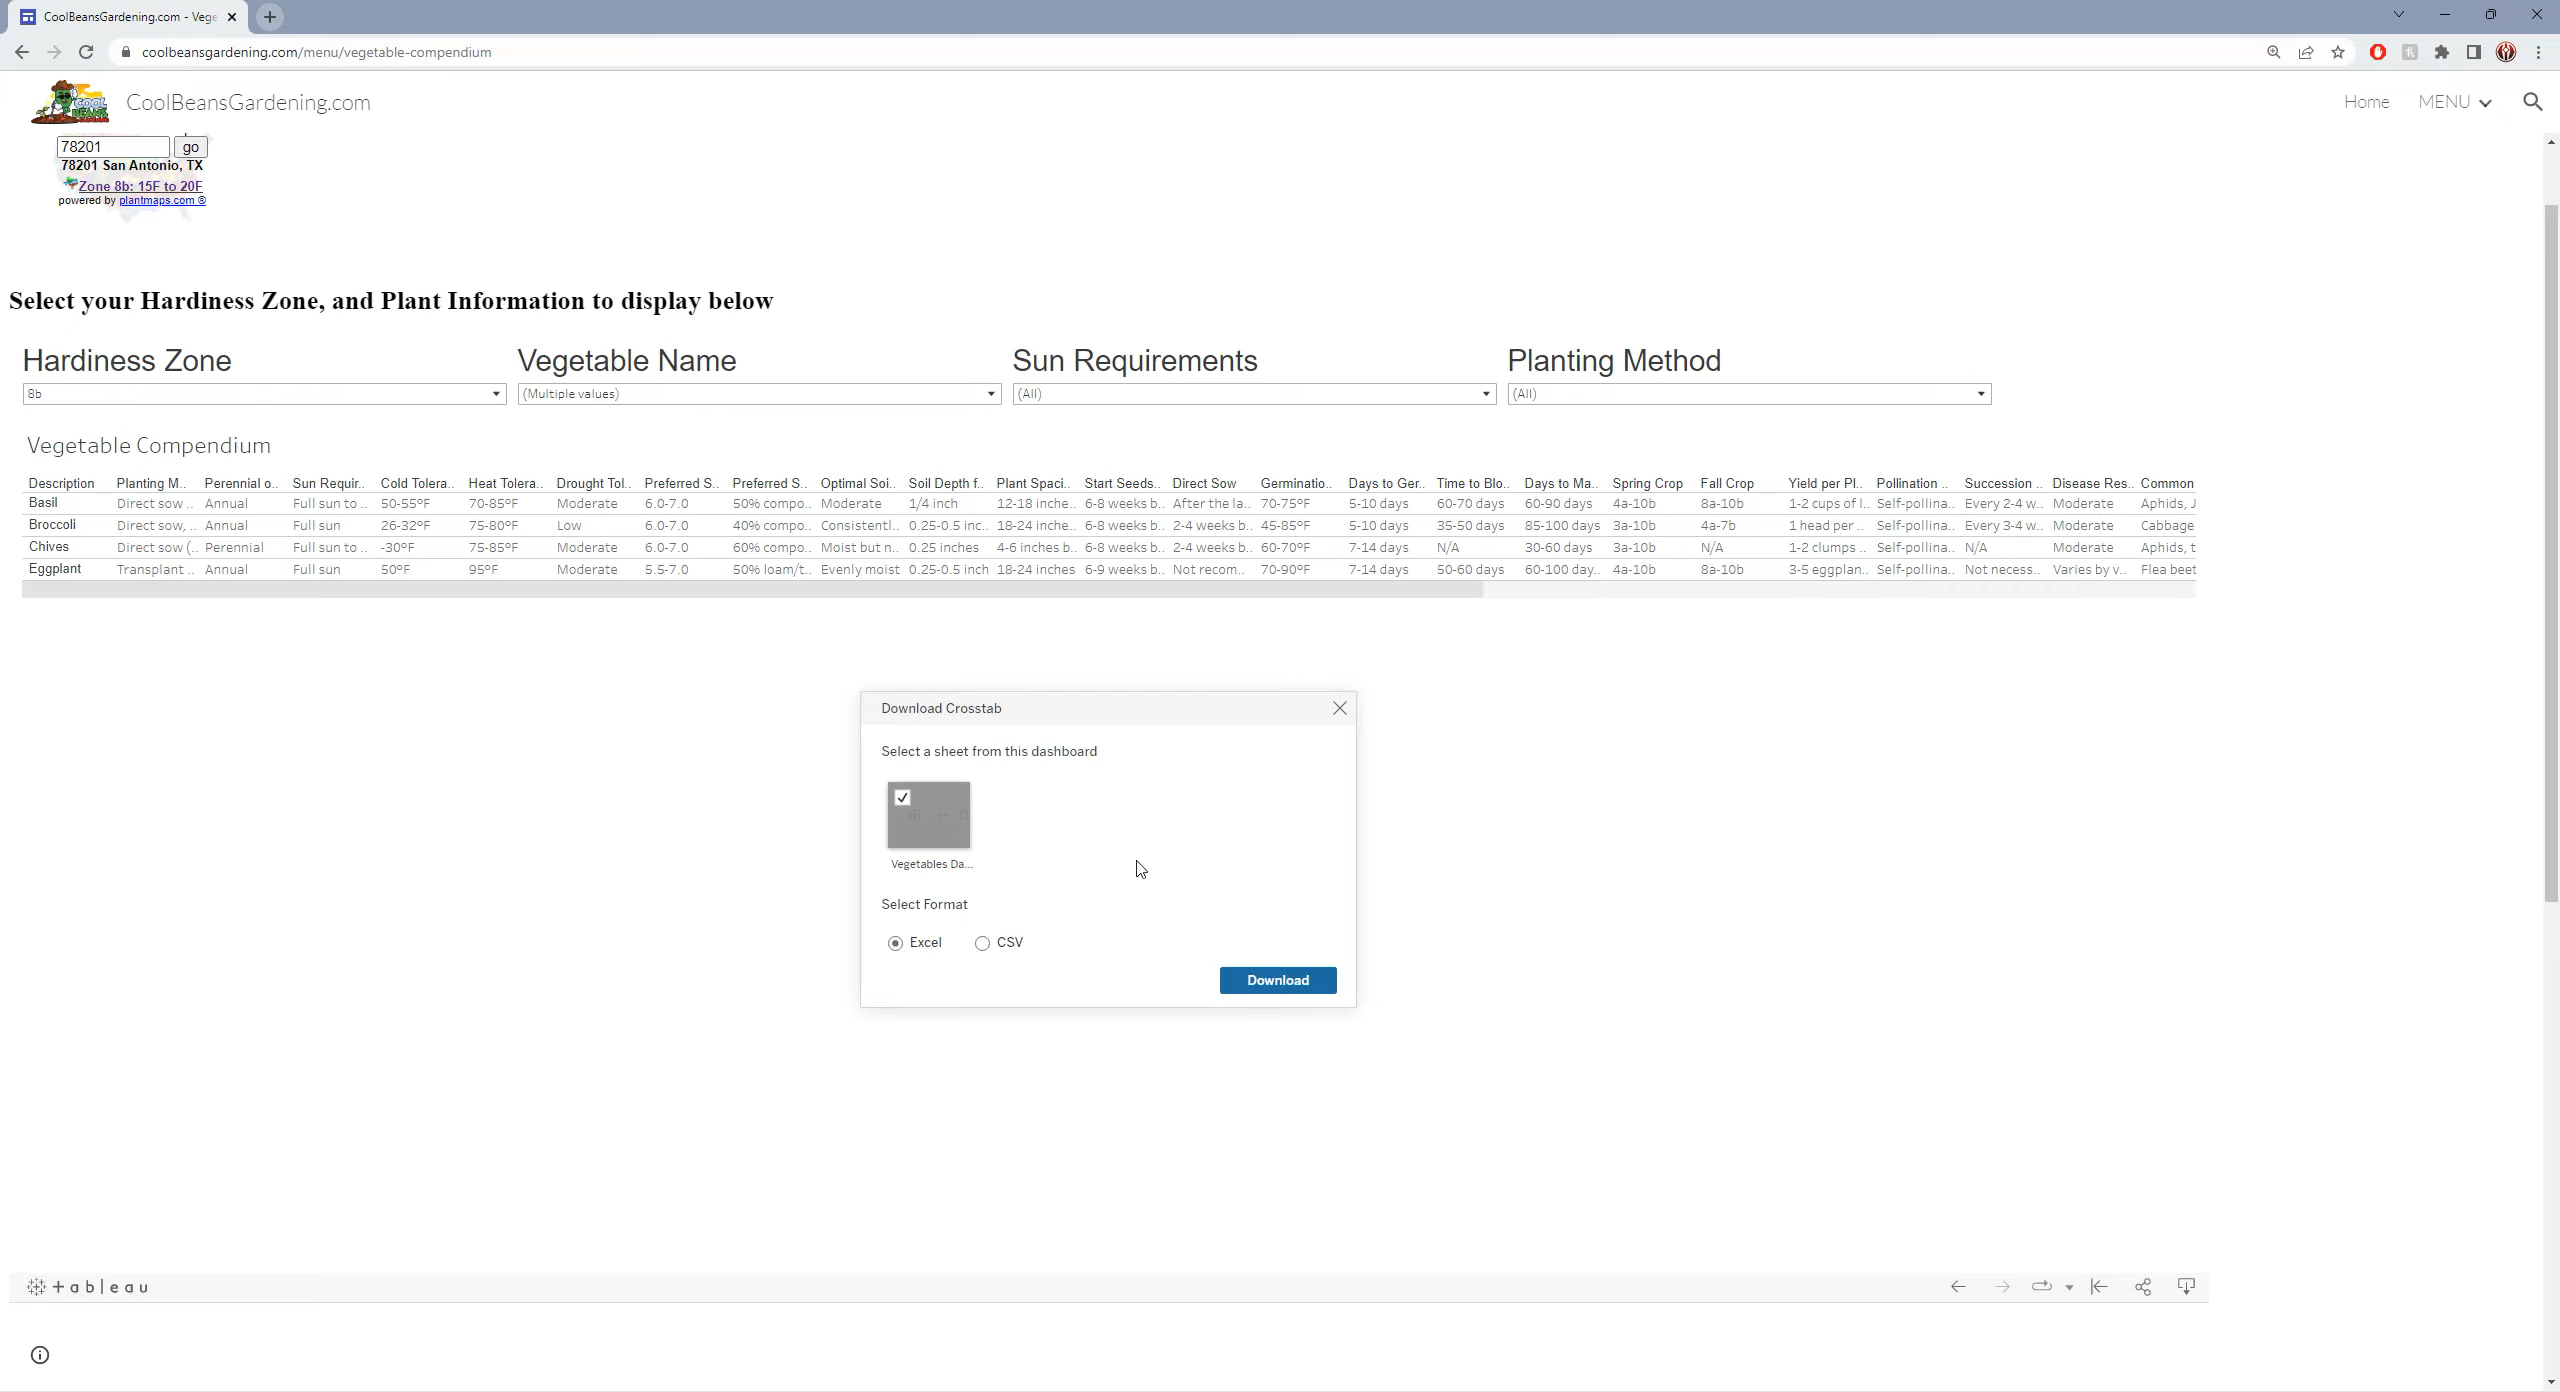 CoolBeansGardening.com - Vege
coolbeansgardening.com/menu/vegetable-compendium
COOL BEANS
CoolBeansGardening.com
Home MENU
78201 go
78201 San Antonio, TX
Zone 8b: 15F to 20F
powered by plantmaps.com ®
Select your Hardiness Zone, and Plant Information to display below
Hardiness Zone Vegetable Name Sun Requirements Planting Method
8b (Multiple values) (All) (All)
Vegetable Compendium
Description Planting M.. Perennial o.. Sun Requir.. Cold Tolera.. Heat Tolera.. Drought Tol.. Preferred S.. Preferred S.. Optimal Soi.. Soil Depth f.. Plant Spaci.. Start Seeds.. Direct Sow Germinatio.. Days to Ger.. Time to Blo.. Days to Ma.. Spring Crop Fall Crop Yield per Pl.. Pollination .. Succession .. Disease Res.. Common
Basil Direct sow .. Annual Full sun to .. 50-55°F 70-85°F Moderate 6.0-7.0 50% compo.. Moderate 1/4 inch 12-18 inche.. 6-8 weeks b.. After the la.. 70-75°F 5-10 days 60-70 days 60-90 days 4a-10b 8a-10b 1-2 cups of l.. Self-pollina.. Every 2-4 w.. Moderate Aphids, J
Broccoli Direct sow, .. Annual Full sun 26-32°F 75-80°F Low 6.0-7.0 40% compo.. Consistentl.. 0.25-0.5 inc.. 18-24 inches 6-8 weeks b.. 2-4 weeks b.. 45-85°F 5-10 days 35-50 days 85-100 days 3a-10b 4a-7b 1 head per .. Self-pollina.. Every 3-4 w.. Moderate Cabbage
Chives Direct sow (.. Perennial Full sun to .. -30°F 75-85°F Moderate 6.0-7.0 60% compo.. Moist but n.. 0.25 inches 4-6 inches b.. 6-8 weeks b.. 2-4 weeks b.. 60-70°F 7-14 days N/A 30-60 days 3a-10b N/A 1-2 clumps .. Self-pollina.. N/A Moderate Aphids, t
Eggplant Transplant .. Annual Full sun 50°F 95°F Moderate 5.5-7.0 50% loam/t.. Evenly moist 0.25-0.5 inch 18-24 inches 6-9 weeks b.. Not recom.. 70-90°F 7-14 days 50-60 days 60-100 day.. 4a-10b 8a-10b 3-5 eggplan.. Self-pollina.. Not necess.. Varies by v.. Flea beet
Download Crosstab
Select a sheet from this dashboard
Vegetables Da...
Select Format
Excel CSV
Download
+ableau